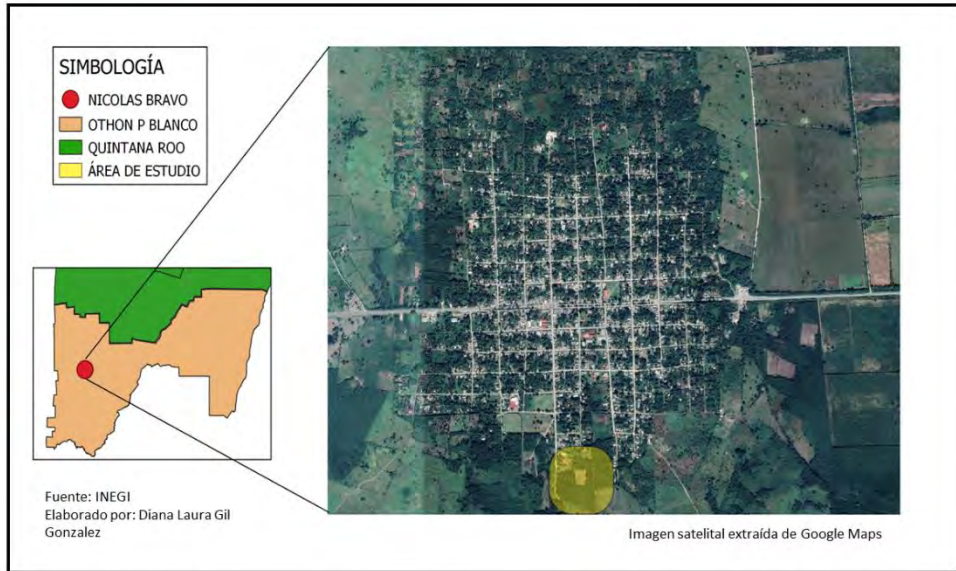 SIMBOLOGÍA
NICOLAS BRAVO
OTHON P BLANCO
QUINTANA ROO
ÁREA DE ESTUDIO
Fuente: INEGI
Elaborado por: Diana Laura Gil
Gonzalez
Imagen satelital extraída de Google Maps